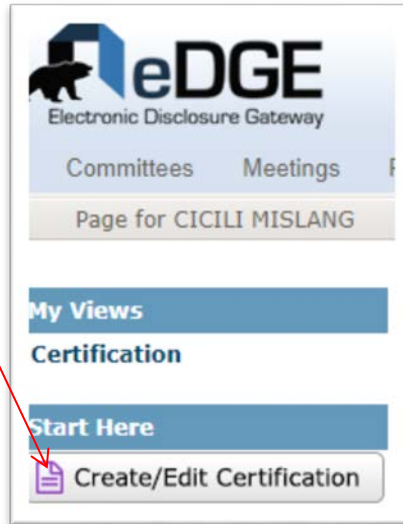 eDGE
Electronic Disclosure Gateway
Committees Meetings
Page for CICILI MISLANG
My Views
Certification
Start Here
Create/Edit Certification